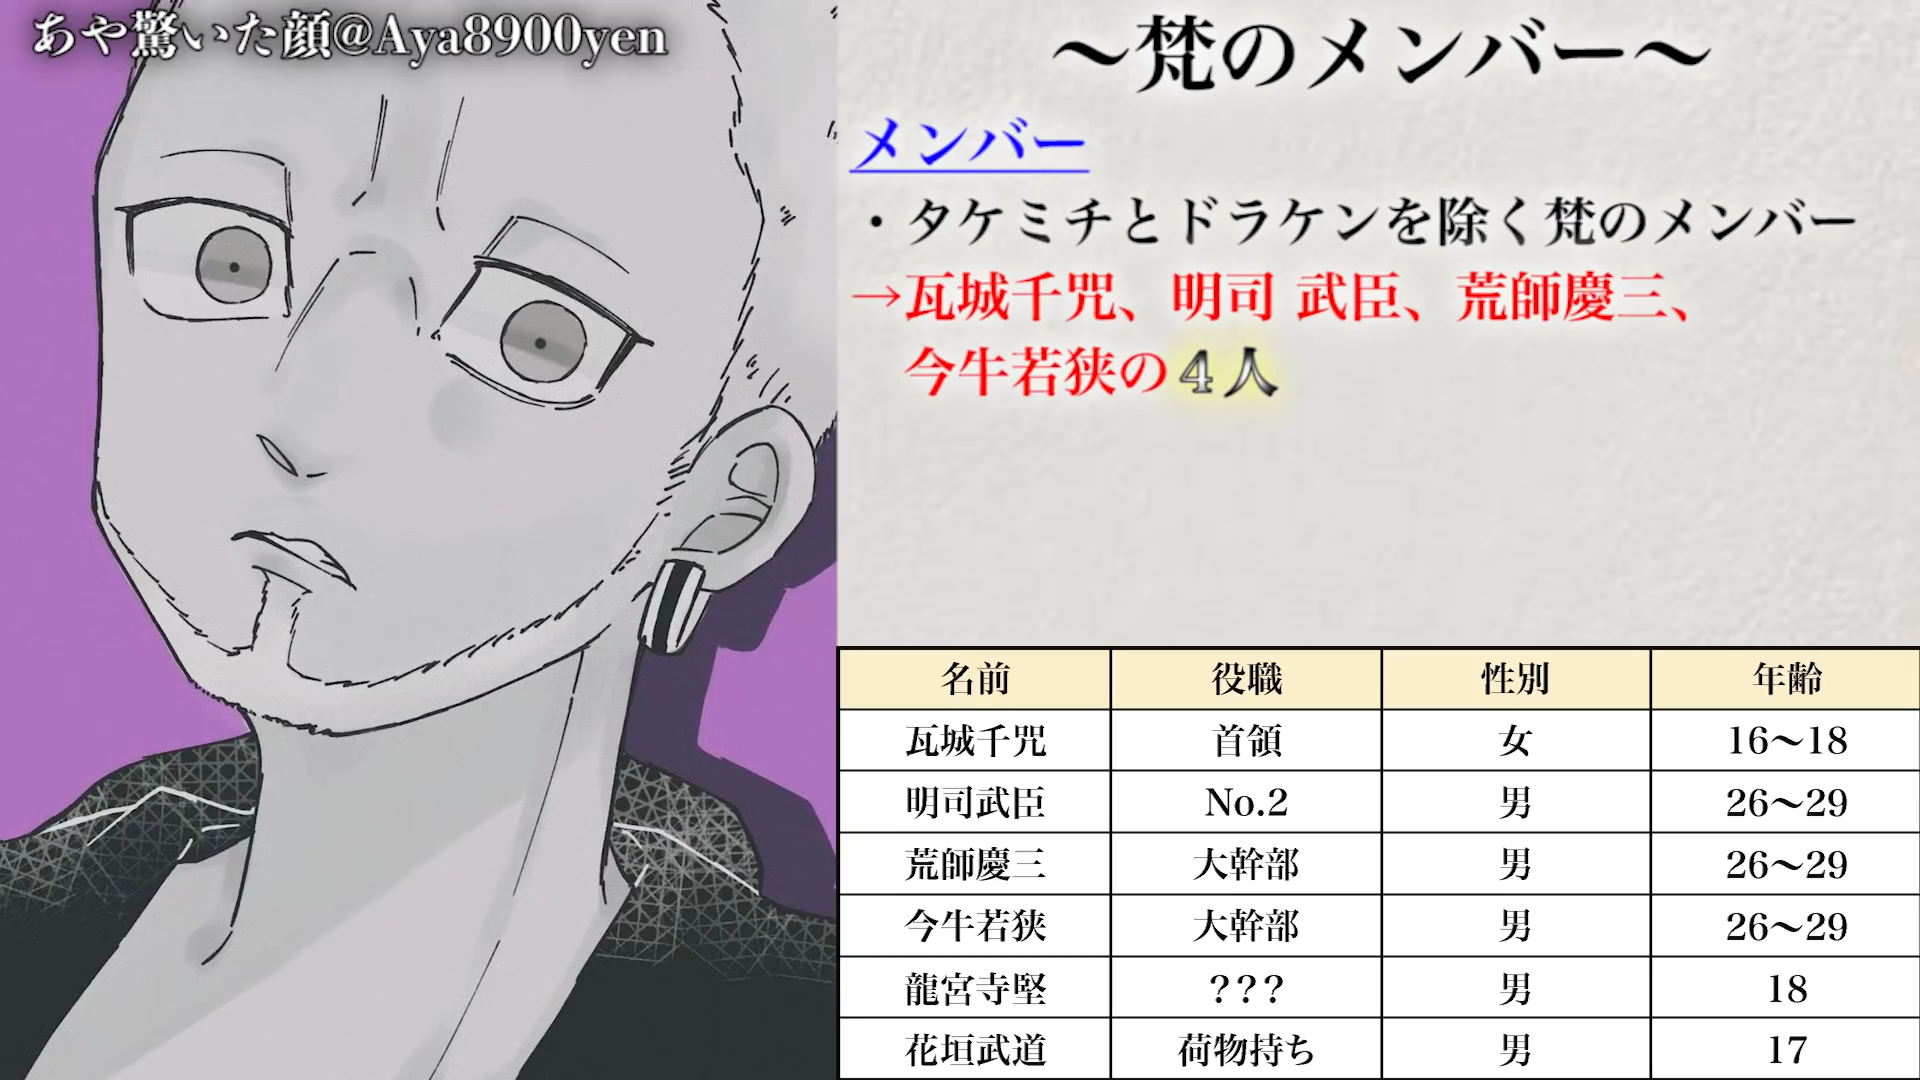 あや驚いた顔@Aya8900yen
～梵のメンバー～
メンバー
・タケミチとドラケンを除く梵のメンバー
→瓦城千咒、明司 武臣、荒師慶三、
今牛若狭の４人
名前 役職 性別 年齢
瓦城千咒 首領 女 16～18
明司武臣 No.2 男 26～29
荒師慶三 大幹部 男 26～29
今牛若狭 大幹部 男 26～29
龍宮寺堅 ？？？ 男 18
花垣武道 荷物持ち 男 17